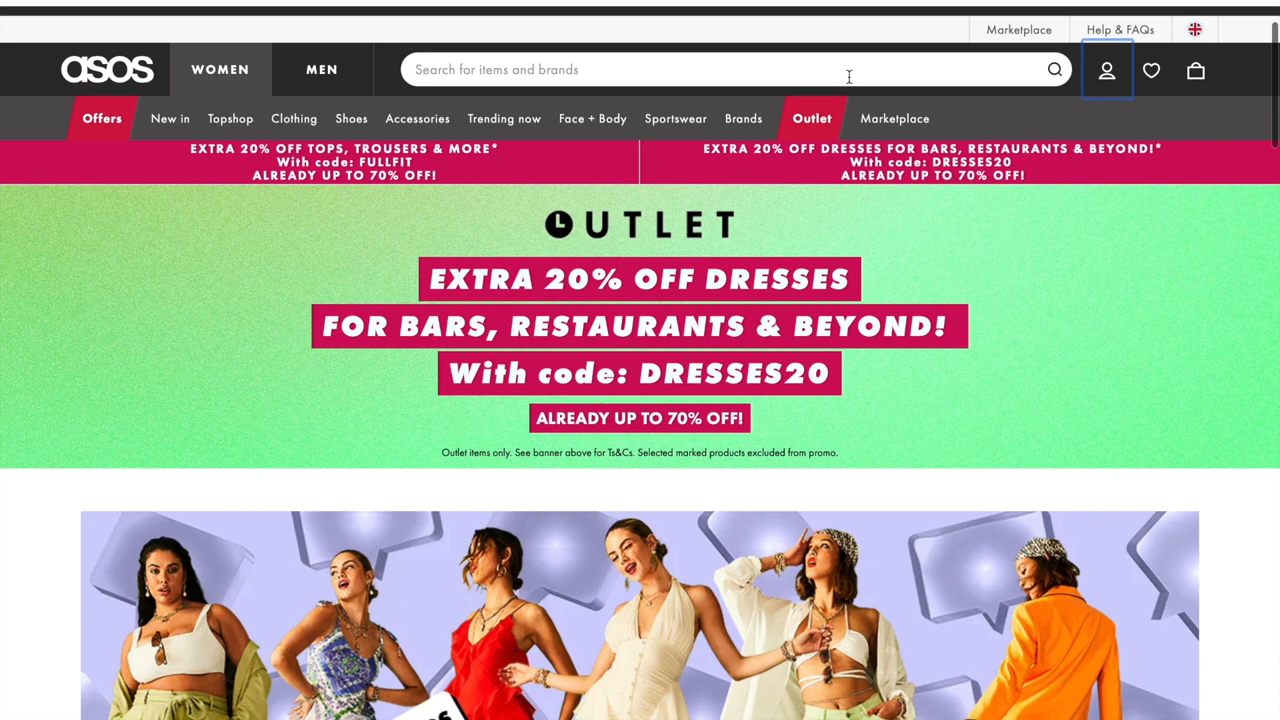 Marketplace
Help & FAQs
asos
WOMEN
MEN
Search for items and brands
Offers
New in
Topshop
Clothing
Shoes
Accessories
Trending now
Face + Body
Sportswear
Brands
Outlet
Marketplace
EXTRA 20% OFF TOPS, TROUSERS & MORE*
With code: FULLFIT
ALREADY UP TO 70% OFF!
EXTRA 20% OFF DRESSES FOR BARS, RESTAURANTS & BEYOND!*
With code: DRESSES20
ALREADY UP TO 70% OFF!
OUTLET
EXTRA 20% OFF DRESSES
FOR BARS, RESTAURANTS & BEYOND!
With code: DRESSES20
ALREADY UP TO 70% OFF!
Outlet items only. See banner above for Ts&Cs. Selected marked products excluded from promo.